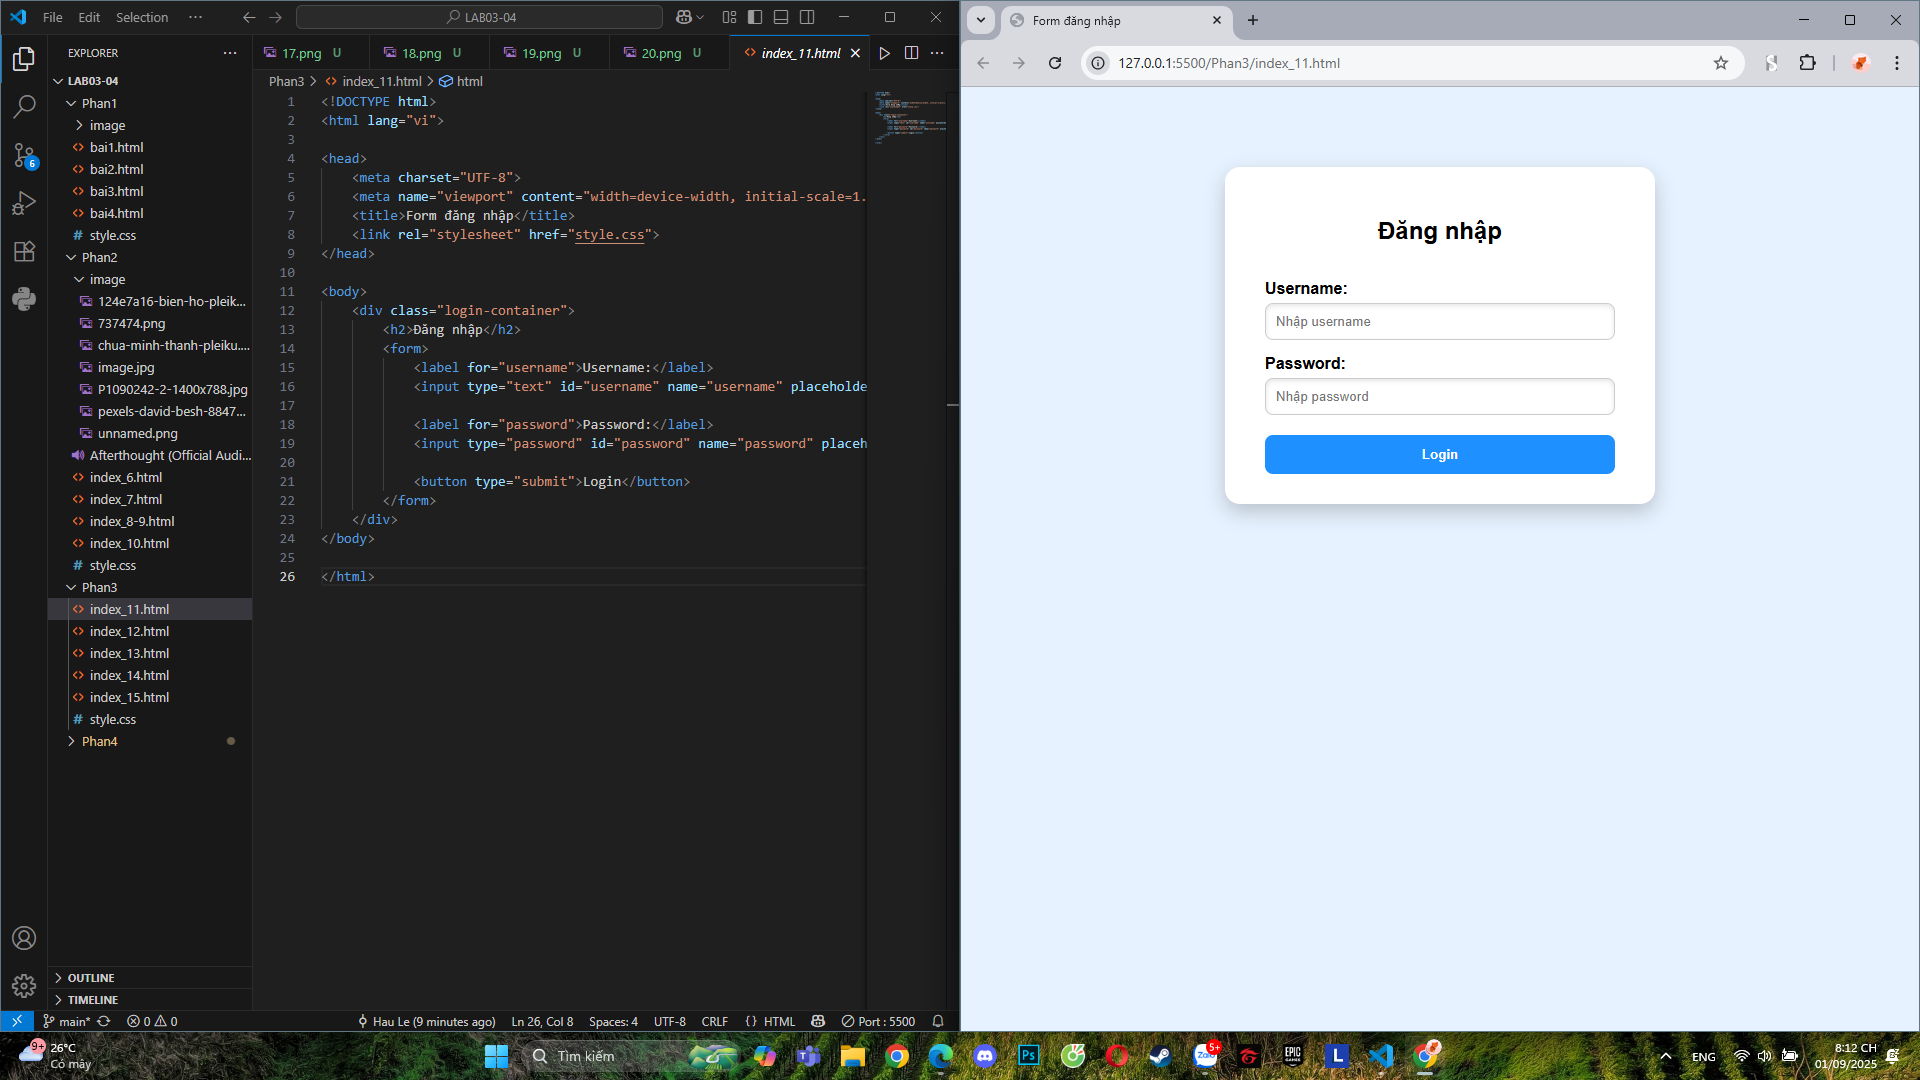 File Edit Selection ··· LAB03-04
EXPLORER ···
LAB03-04
Phan1
image
bai1.html
bai2.html
bai3.html
bai4.html
# style.css
Phan2
image
124e7a16-bien-ho-pleik...
737474.png
chua-minh-thanh-pleiku....
image.jpg
P1090242-2-1400x788.jpg
pexels-david-besh-8847...
unnamed.png
Afterthought (Official Audi...
index_6.html
index_7.html
index_8-9.html
index_10.html
# style.css
Phan3
index_11.html
index_12.html
index_13.html
index_14.html
index_15.html
# style.css
Phan4
OUTLINE
TIMELINE
6
17.png U 18.png U 19.png U 20.png U index_11.html
Phan3 > index_11.html > html
1 <!DOCTYPE html>
2 <html lang="vi">
3
4 <head>
5 <meta charset="UTF-8">
6 <meta name="viewport" content="width=device-width, initial-scale=1.
7 <title>Form đăng nhập</title>
8 <link rel="stylesheet" href="style.css">
9 </head>
10
11 <body>
12 <div class="login-container">
13 <h2>Đăng nhập</h2>
14 <form>
15 <label for="username">Username:</label>
16 <input type="text" id="username" name="username" placeholde
17
18 <label for="password">Password:</label>
19 <input type="password" id="password" name="password" placeh
20
21 <button type="submit">Login</button>
22 </form>
23 </div>
24 </body>
25
26 </html>
main* 0 0 Hau Le (9 minutes ago) Ln 26, Col 8 Spaces: 4 UTF-8 CRLF {} HTML Port : 5500
Form đăng nhập
127.0.0.1:5500/Phan3/index_11.html
Đăng nhập
Username:
Nhập username
Password:
Nhập password
Login
9+ 26°C
Có mây
Tìm kiếm
Ps
Zalo
5+
EPIC
GAMES
L
ENG
8:12 CH
01/09/2025